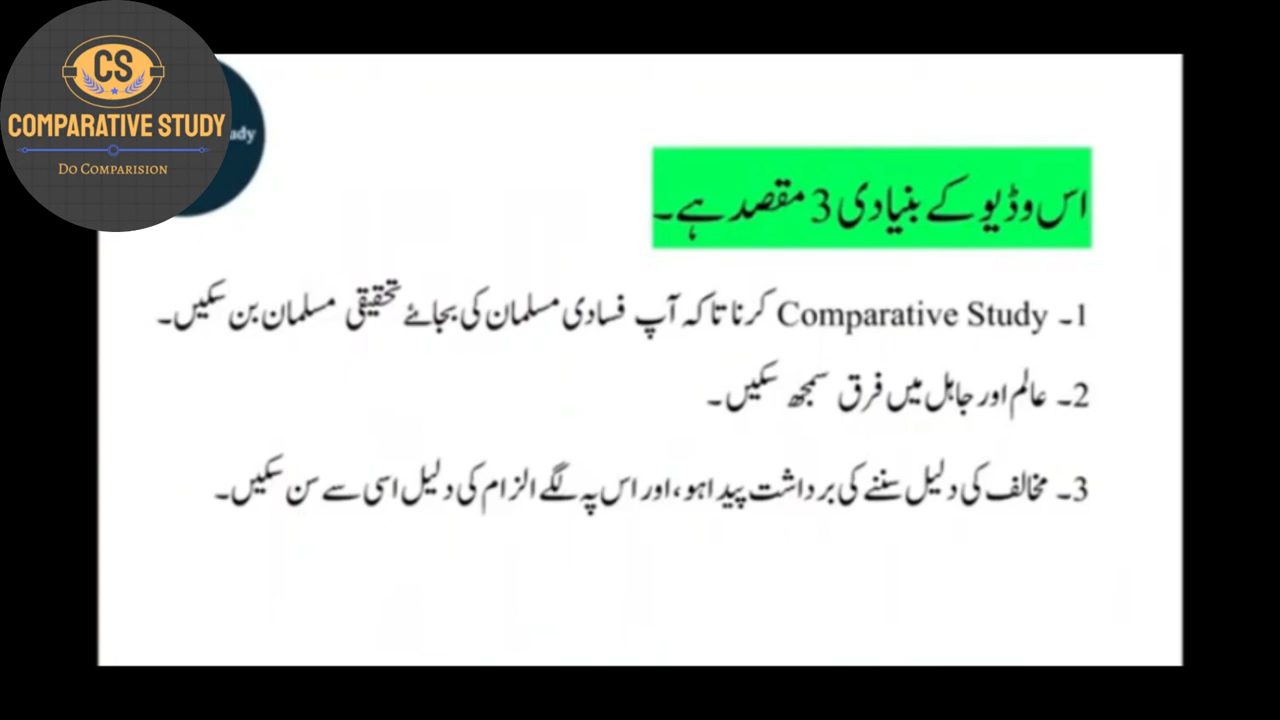 CS
COMPARATIVE STUDY
DO COMPARISION
ady
اس وڈیو کے بنیادی 3 مقصد ہے۔
1۔ Comparative Study کرنا تاکہ آپ فسادی مسلمان کی بجائے تحقیقی مسلمان بن سکیں۔
2۔ عالم اور جاہل میں فرق سمجھ سکیں۔
3۔ مخالف کی دلیل سننے کی برداشت پیدا ہو، اور اس پہ لگے الزام کی دلیل اسی سے سن سکیں۔